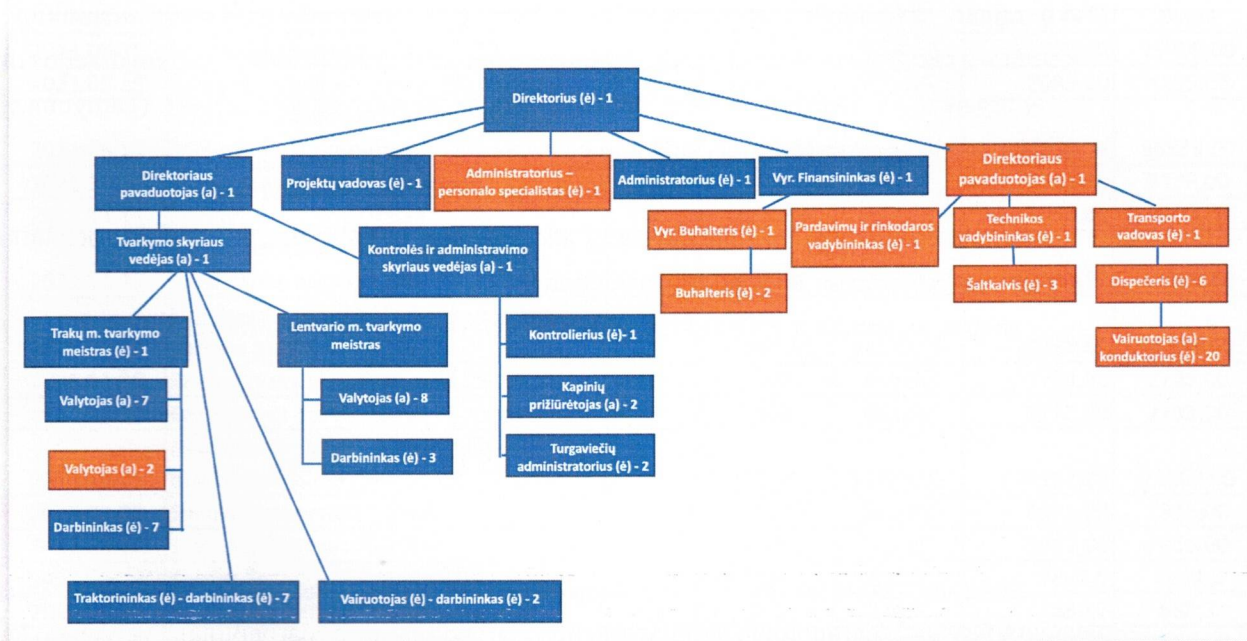 Direktorius (ė) - 1
Direktoriaus
pavaduotojas (a) - 1
Projektų vadovas (ė) - 1
Administratorius –
personalo specialistas (ė) - 1
Administratorius (ė) - 1
Vyr. Finansininkas (ė) - 1
Direktoriaus
pavaduotojas (a) - 1
Tvarkymo skyriaus
vedėjas (a) - 1
Kontrolės ir administravimo
skyriaus vedėjas (a) - 1
Vyr. Buhalteris (ė) - 1
Pardavimų ir rinkodaros
vadybininkas (ė) - 1
Technikos
vadybininkas (ė) - 1
Transporto
vadovas (ė) - 1
Buhalteris (ė) - 2
Šaltkalvis (ė) - 3
Dispečeris (ė) - 6
Vairuotojas (a) –
konduktorius (ė) - 20
Trakų m. tvarkymo
meistras (ė) - 1
Lentvario m. tvarkymo
meistras
Kontrolierius (ė)- 1
Valytojas (a) - 7
Valytojas (a) - 8
Kapinių
prižiūrėtojas (a) - 2
Valytojas (a) - 2
Darbininkas (ė) - 3
Turgaviečių
administratorius (ė) - 2
Darbininkas (ė) - 7
Traktorininkas (ė) - darbininkas (ė) - 7
Vairuotojas (ė) - darbininkas (ė) - 2